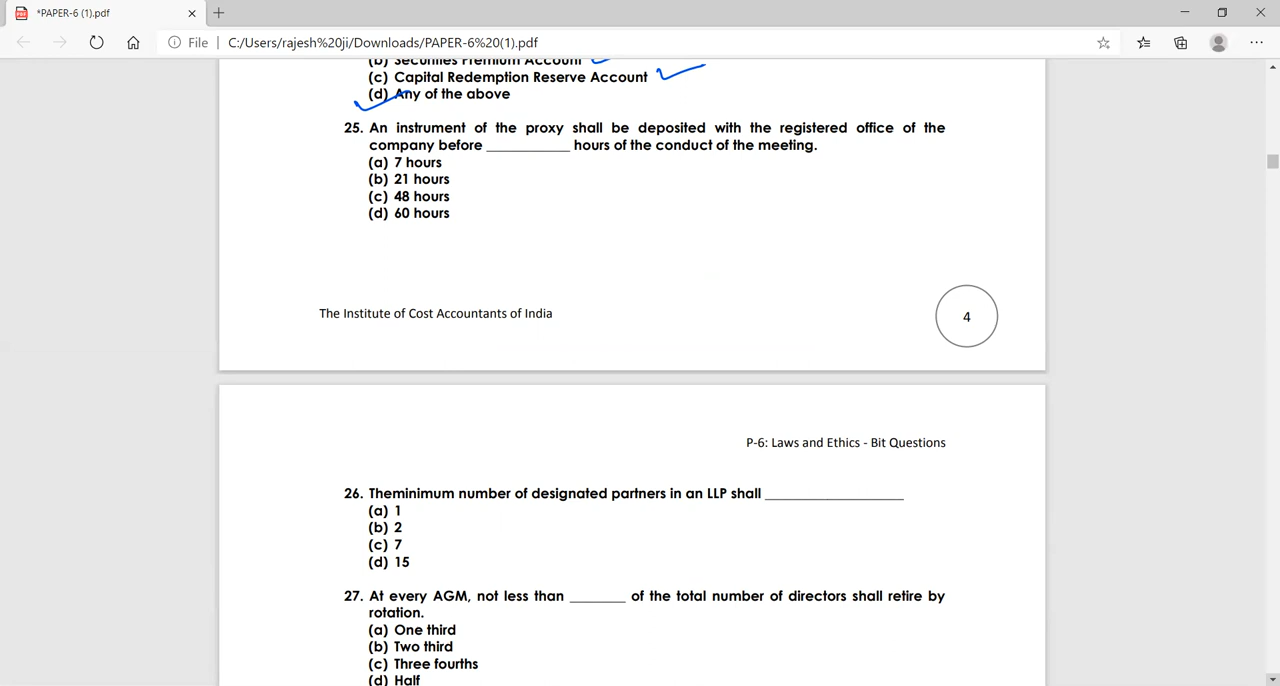 *PAPER-6 (1).pdf
File | C:/Users/rajesh%20ji/Downloads/PAPER-6%20(1).pdf
(b) Securities Premium Account
(c) Capital Redemption Reserve Account
(d) Any of the above
25. An instrument of the proxy shall be deposited with the registered office of the
company before ___________ hours of the conduct of the meeting.
(a) 7 hours
(b) 21 hours
(c) 48 hours
(d) 60 hours
The Institute of Cost Accountants of India
4
P-6: Laws and Ethics - Bit Questions
26. Theminimum number of designated partners in an LLP shall __________________
(a) 1
(b) 2
(c) 7
(d) 15
27. At every AGM, not less than _______ of the total number of directors shall retire by
rotation.
(a) One third
(b) Two third
(c) Three fourths
(d) Half